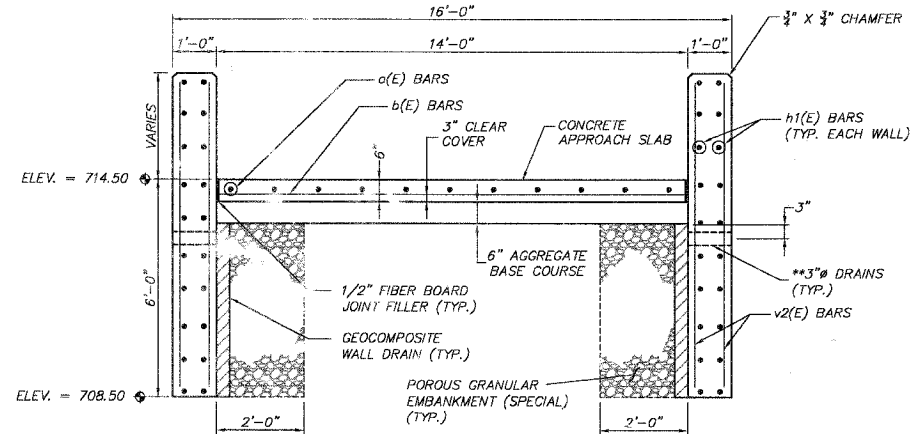 16'-0"
3/4" X 3/4" CHAMFER
1'-0"
14'-0"
1'-0"
a(E) BARS
b(E) BARS
3" CLEAR
COVER
CONCRETE
APPROACH SLAB
h1(E) BARS
(TYP. EACH WALL)
VARIES
6"
ELEV. = 714.50
3"
6" AGGREGATE
BASE COURSE
**3"ø DRAINS
(TYP.)
6'-0"
1/2" FIBER BOARD
JOINT FILLER (TYP.)
v2(E) BARS
GEOCOMPOSITE
WALL DRAIN (TYP.)
POROUS GRANULAR
EMBANKMENT (SPECIAL)
(TYP.)
ELEV. = 708.50
2'-0"
2'-0"